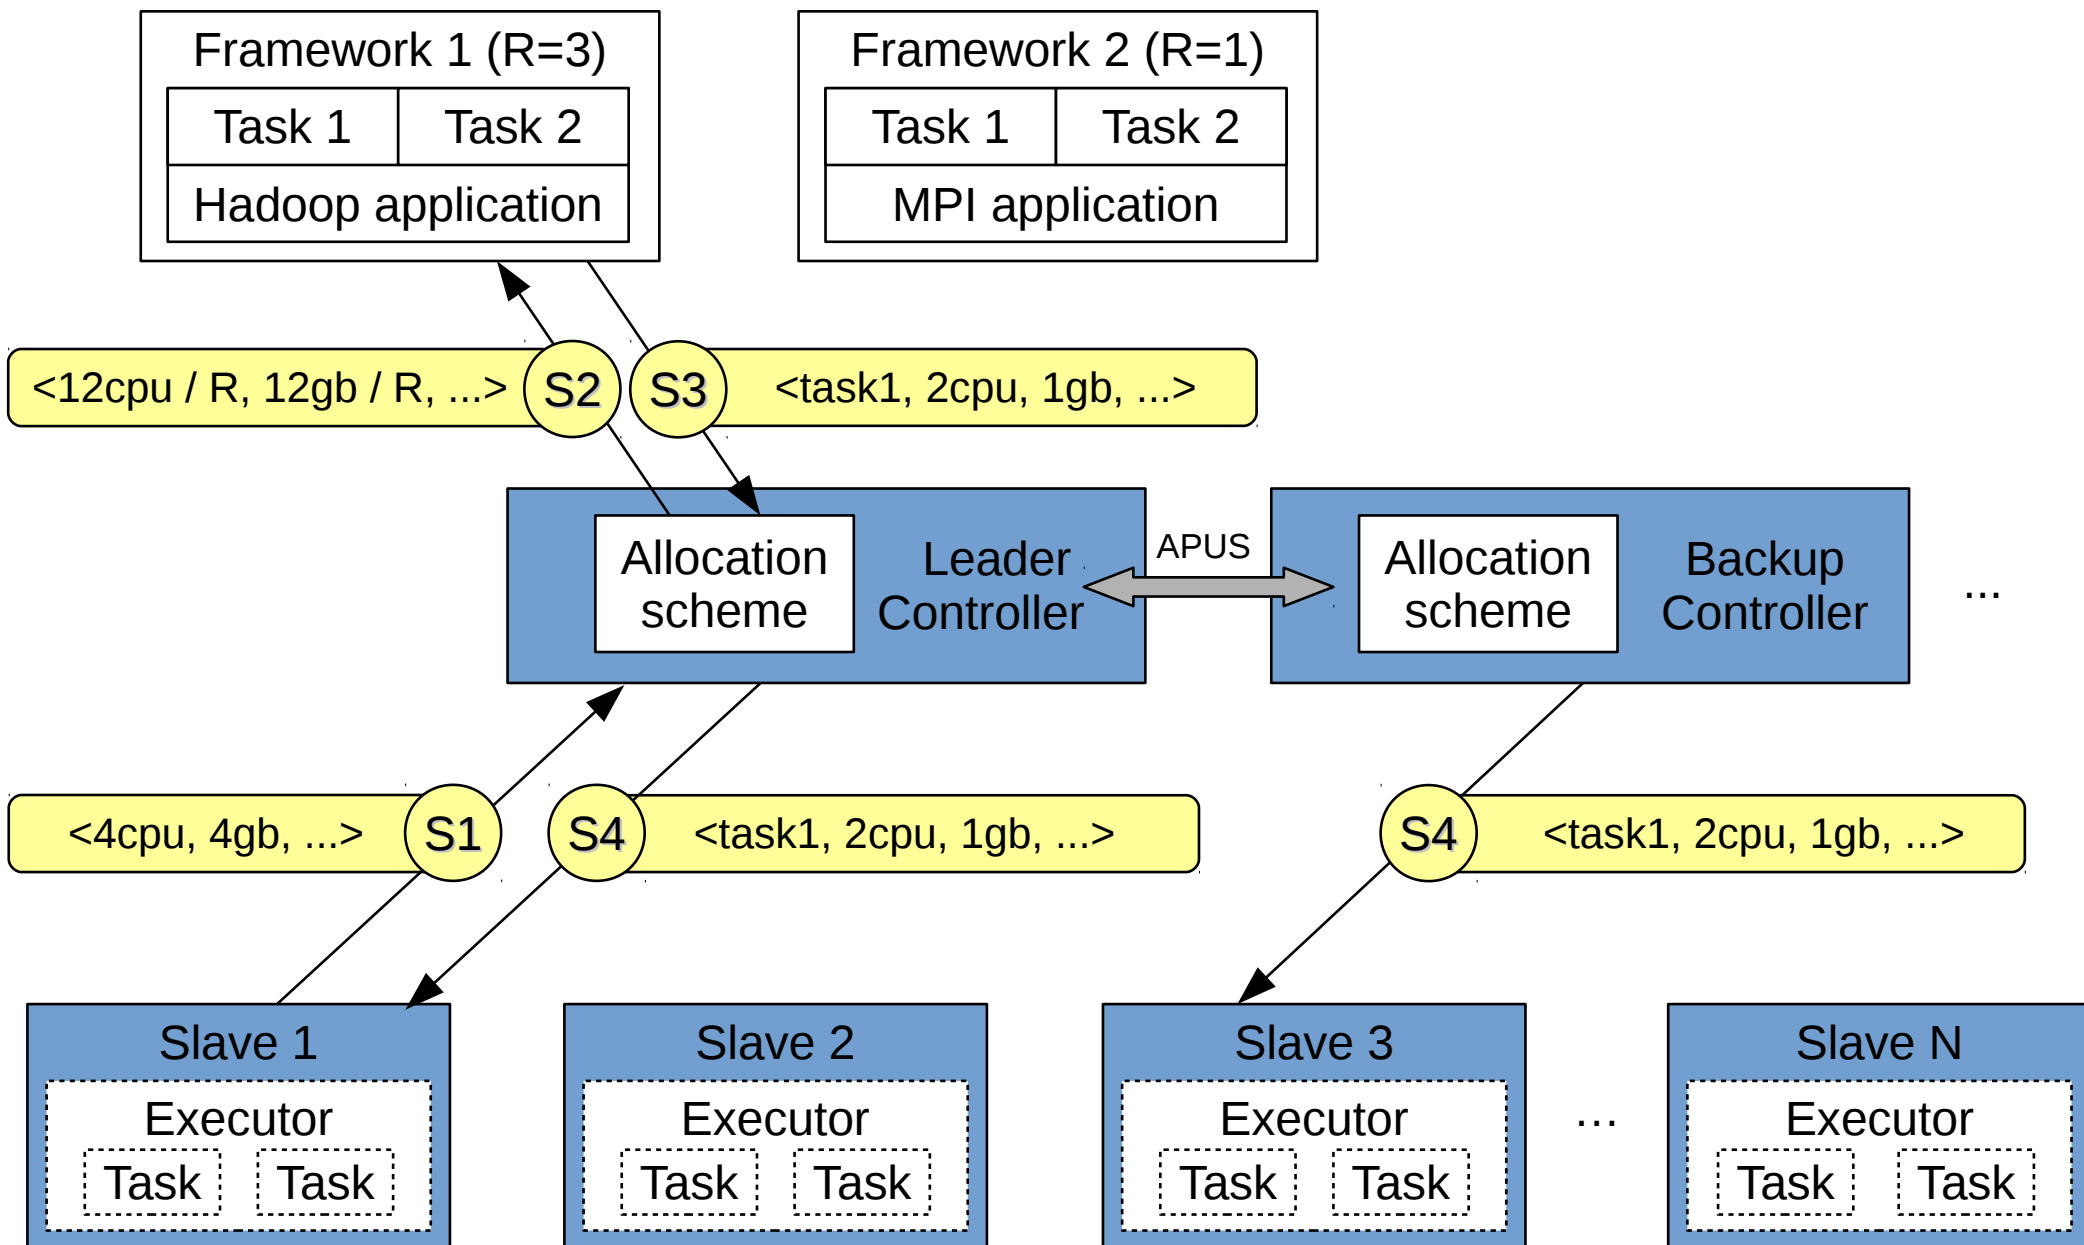 Framework 1 (R=3)
Task 1
Task 2
Hadoop application
Framework 2 (R=1)
Task 1
Task 2
MPI application
<12cpu / R, 12gb / R, ...>
S2
S3
<task1, 2cpu, 1gb, ...>
Allocation
scheme
Leader
Controller
APUS
Allocation
scheme
Backup
Controller
...
<4cpu, 4gb, ...>
S1
S4
<task1, 2cpu, 1gb, ...>
S4
<task1, 2cpu, 1gb, ...>
Slave 1
Executor
Task
Task
Slave 2
Executor
Task
Task
Slave 3
Executor
Task
Task
...
Slave N
Executor
Task
Task